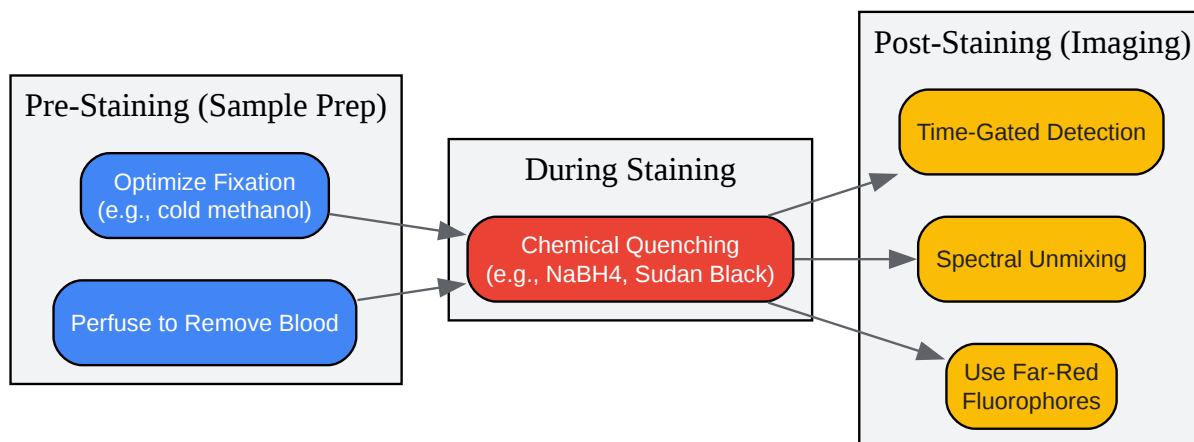 Pre-Staining (Sample Prep)
Optimize Fixation
(e.g., cold methanol)
Perfuse to Remove Blood
During Staining
Chemical Quenching
(e.g., NaBH4, Sudan Black)
Post-Staining (Imaging)
Time-Gated Detection
Spectral Unmixing
Use Far-Red
Fluorophores